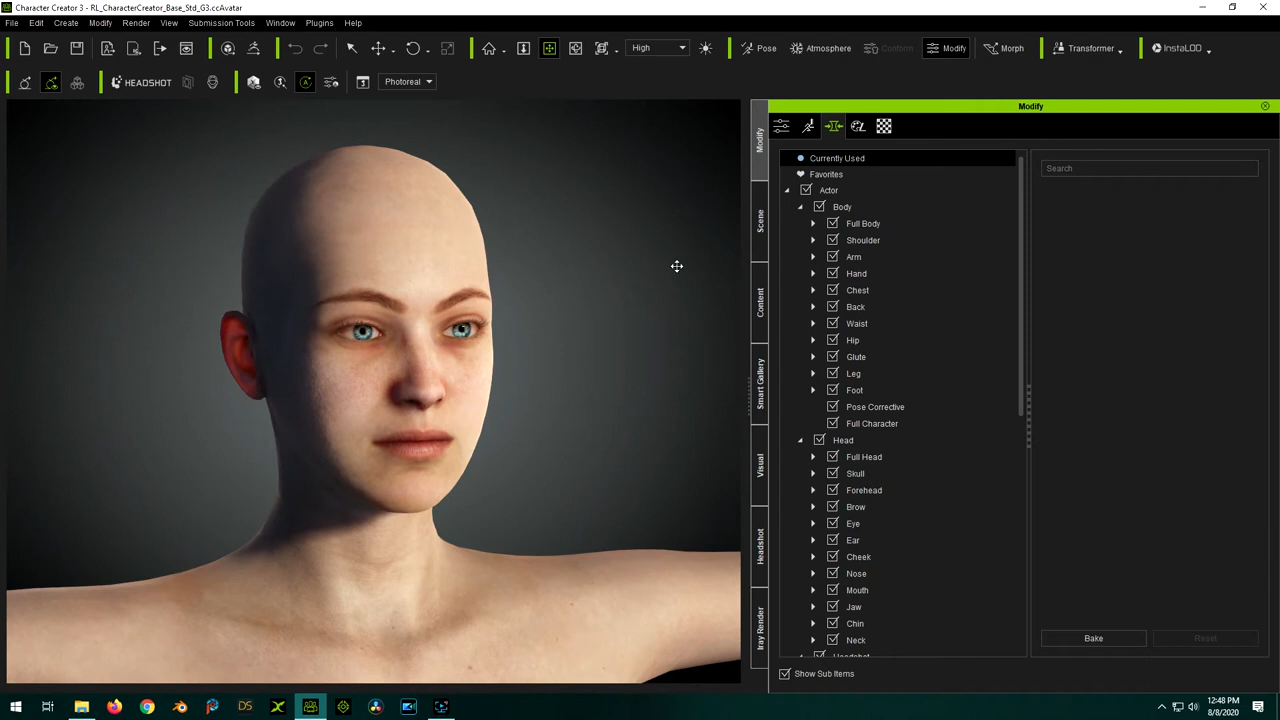 Character Creator 3 - RL_CharacterCreator_Base_Std_G3.ccAvatar
File Edit Create Modify Render Submission Tools Window Plugins Help
High Pose Atmosphere Conform Modify Morph Transformer InstaLOD
HEADSHOT Photoreal
Modify
Modify
Scene
Content
Smart Gallery
Visual
Headshot
Iray Render
Currently Used
Favorites
Actor
Body
Full Body
Shoulder
Arm
Hand
Chest
Back
Waist
Hip
Glute
Leg
Foot
Pose Corrective
Full Character
Head
Full Head
Skull
Forehead
Brow
Eye
Ear
Cheek
Nose
Mouth
Jaw
Chin
Neck
Headshot
Search
Bake Reset
Show Sub Items
DS
12:48 PM
8/8/2020